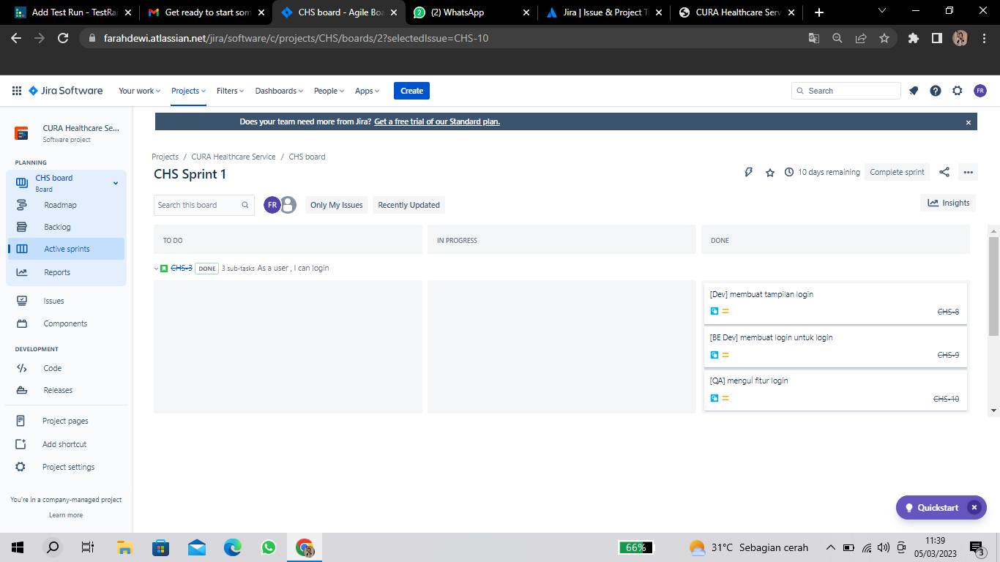 Add Test Run - TestRai
Get ready to start som
CHS board - Agile Boa
(2) WhatsApp
Jira | Issue & Project Tr
CURA Healthcare Serv
farahdewi.atlassian.net/jira/software/c/projects/CHS/boards/2?selectedIssue=CHS-10
Jira Software
Your work
Projects
Filters
Dashboards
People
Apps
Create
Search
FR
CURA Healthcare Se...
Software project
Does your team need more from Jira? Get a free trial of our Standard plan.
PLANNING
CHS board
Board
Roadmap
Backlog
Active sprints
Reports
Issues
Components
DEVELOPMENT
Code
Releases
Project pages
Add shortcut
Project settings
You're in a company-managed project
Learn more
Projects / CURA Healthcare Service / CHS board
CHS Sprint 1
10 days remaining
Complete sprint
Search this board
FR
Only My Issues
Recently Updated
Insights
TO DO
IN PROGRESS
DONE
CHS-3 DONE 3 sub-tasks As a user , I can login
[Dev] membuat tampilan login
CHS-8
[BE Dev] membuat login untuk login
CHS-9
[QA] mengui fitur login
CHS-10
Quickstart
66%
31°C Sebagian cerah
11:39
05/03/2023
3